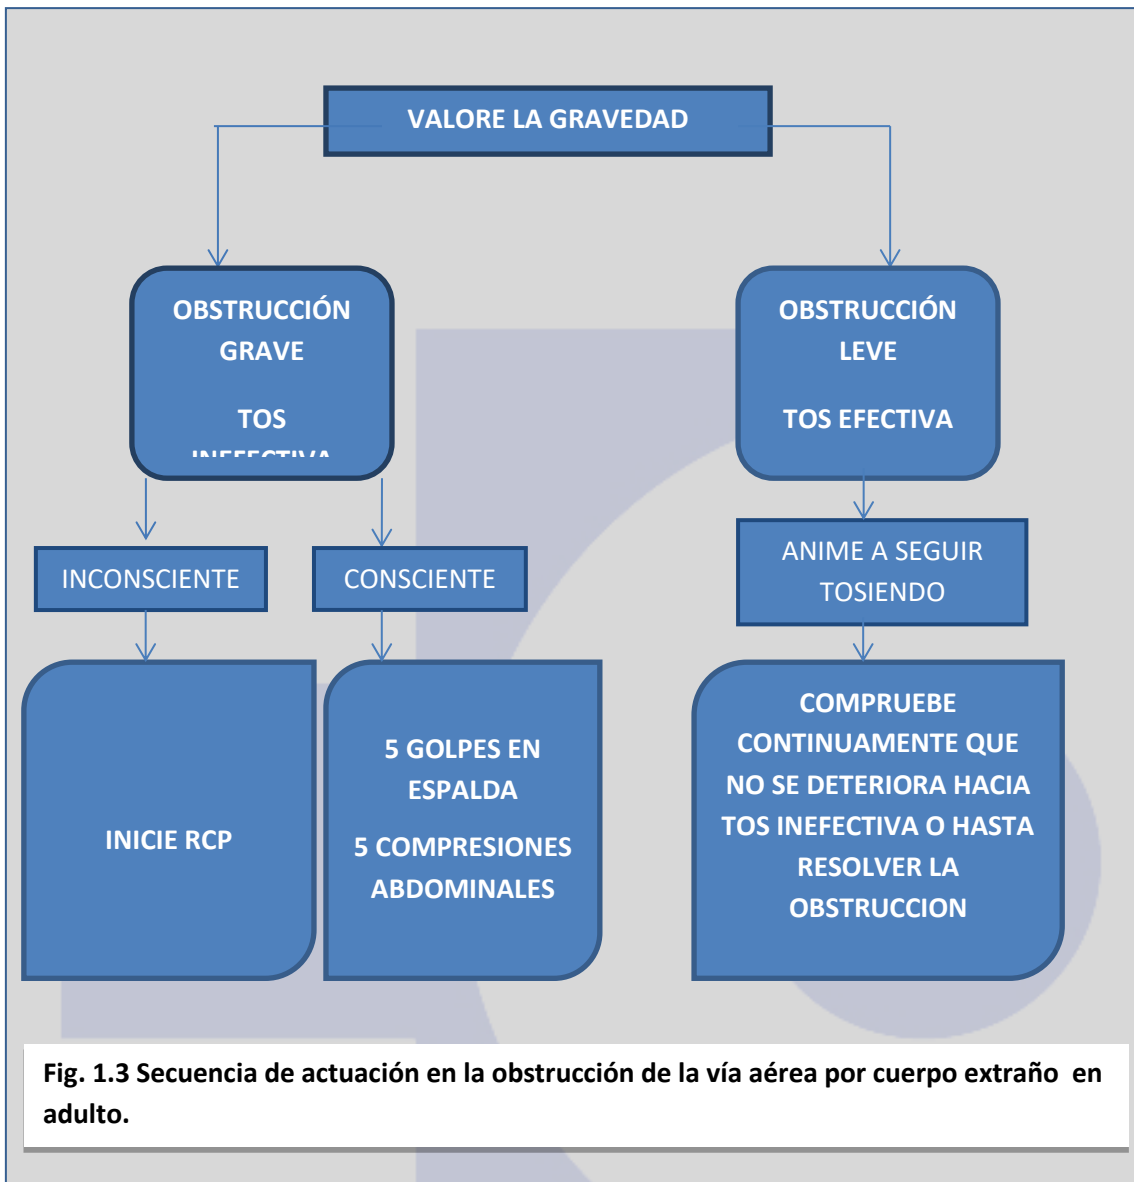 VALORE LA GRAVEDAD
OBSTRUCCIÓN
GRAVE
TOS
INEFECTIVA
OBSTRUCCIÓN
LEVE
TOS EFECTIVA
INCONSCIENTE
CONSCIENTE
ANIME A SEGUIR
TOSIENDO
INICIE RCP
5 GOLPES EN
ESPALDA
5 COMPRESIONES
ABDOMINALES
COMPRUEBE
CONTINUAMENTE QUE
NO SE DETERIORA HACIA
TOS INEFECTIVA O HASTA
RESOLVER LA
OBSTRUCCION
Fig. 1.3 Secuencia de actuación en la obstrucción de la vía aérea por cuerpo extraño en
adulto.